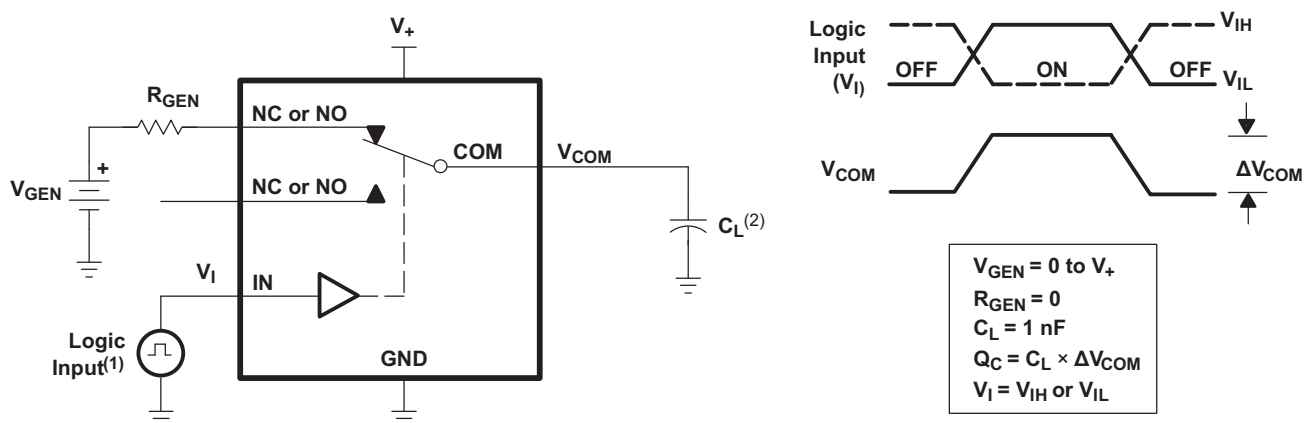 V+
RGEN
NC or NO
COM
VCOM
+
VGEN
NC or NO
CL(2)
VI
IN
Logic
Input(1)
GND
Logic
Input
(VI)
VIH
OFF
ON
OFF
VIL
VCOM
ΔVCOM
VGEN = 0 to V+
RGEN = 0
CL = 1 nF
QC = CL × ΔVCOM
VI = VIH or VIL